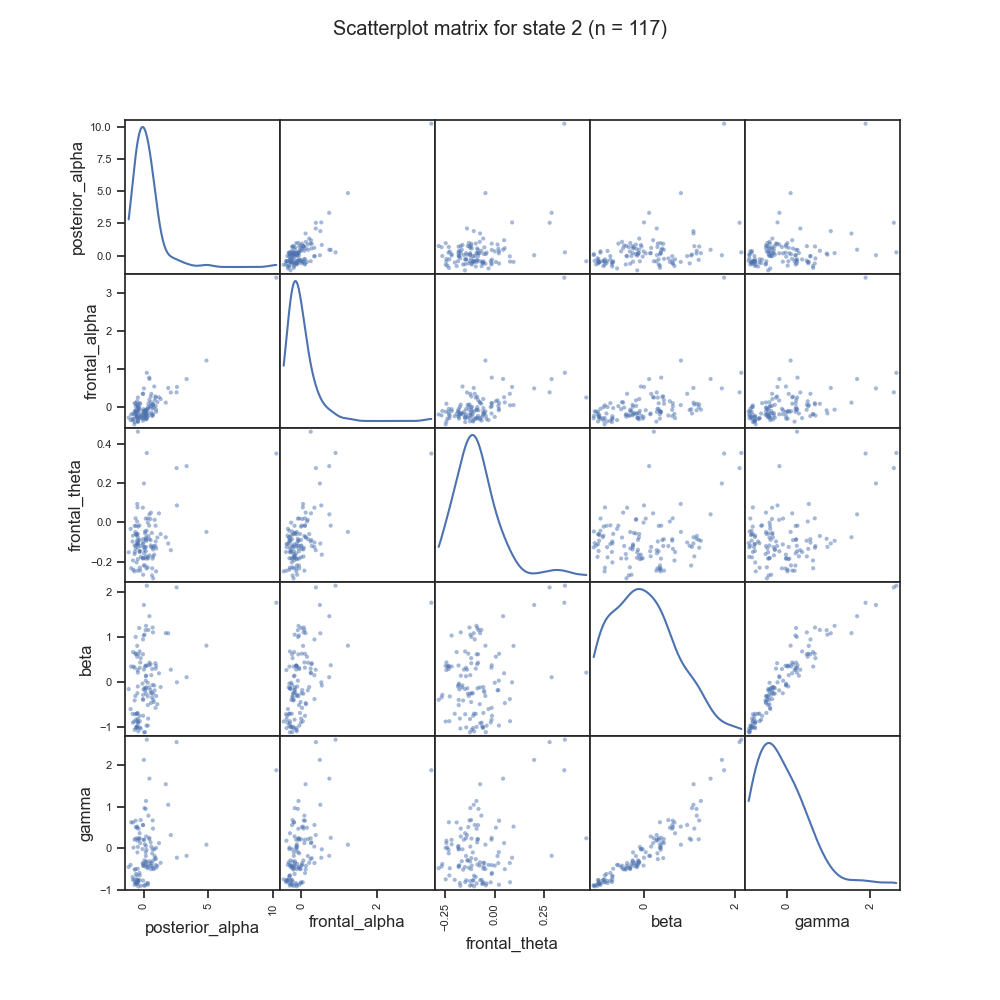 Scatterplot matrix for state 2 (n = 117)
posterior_alpha
10.0
7.5
5.0
2.5
0.0
frontal_alpha
3
2
1
0
frontal_theta
0.4
0.2
0.0
−0.2
beta
2
1
0
−1
gamma
2
1
0
−1
0 5 10
posterior_alpha
0 2
frontal_alpha
−0.25 0.00 0.25
frontal_theta
0 2
beta
0 2
gamma